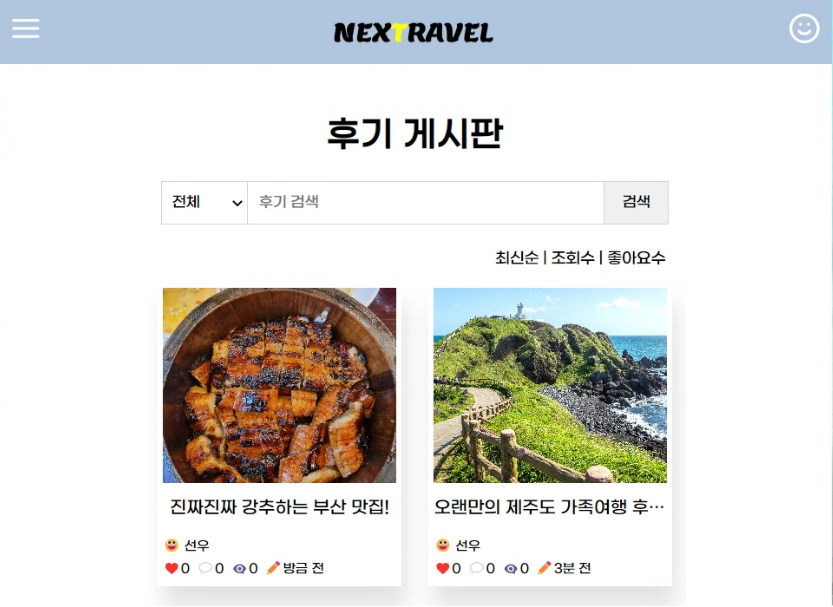 NEXTRAVEL
후기 게시판
전체 후기 검색 검색
최신순 | 조회수 | 좋아요수
진짜진짜 강추하는 부산 맛집!
선우
0 0 0 방금 전
오랜만의 제주도 가족여행 후…
선우
0 0 0 3분 전